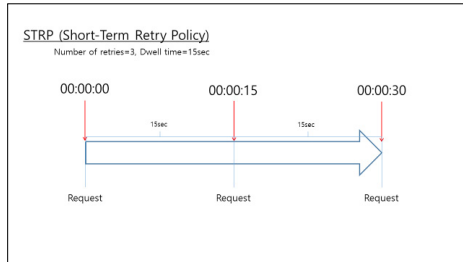 STRP (Short-Term Retry Policy)
Number of retries=3, Dwell time=15sec
00:00:00 00:00:15 00:00:30
15sec 15sec
Request Request Request